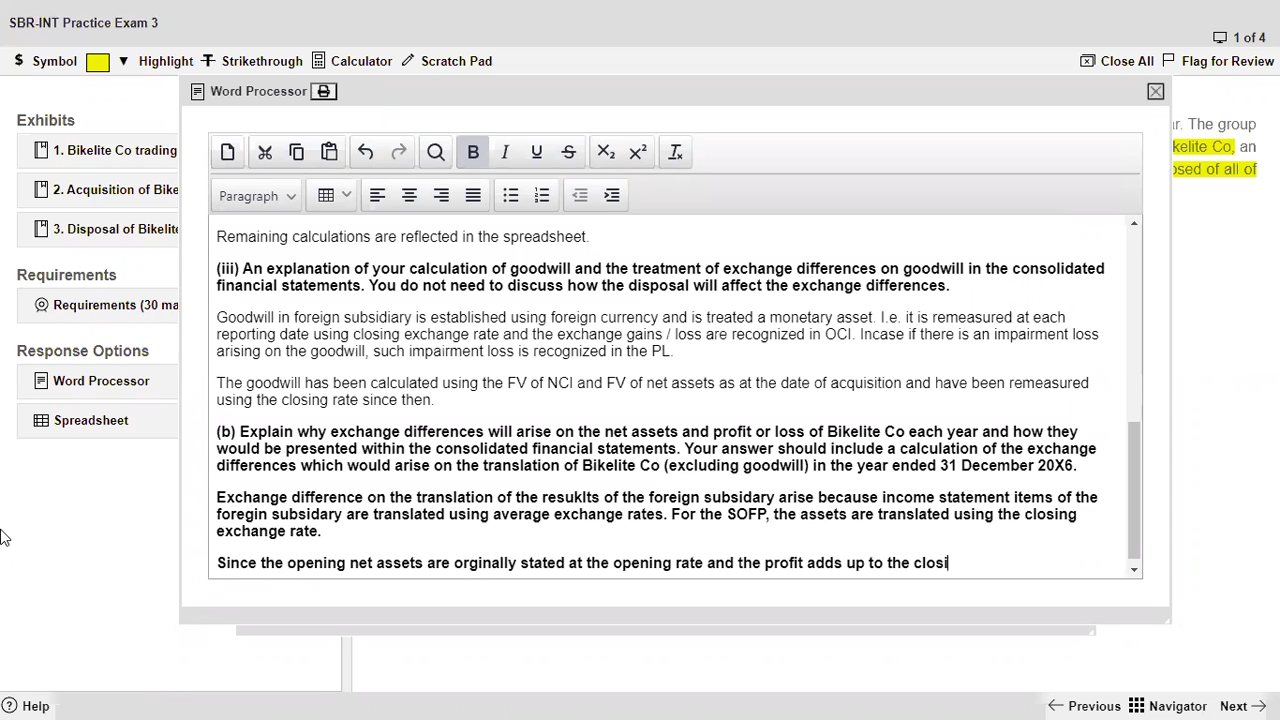 SBR-INT Practice Exam 3
1 of 4
$ Symbol Highlight Strikethrough Calculator Scratch Pad Close All Flag for Review
Word Processor
Exhibits
1. Bikelite Co trading
2. Acquisition of Bike
3. Disposal of Bikelite
Requirements
Requirements (30 ma
Response Options
Word Processor
Spreadsheet
r. The group
kelite Co, an
osed of all of
Paragraph
Remaining calculations are reflected in the spreadsheet.
(iii) An explanation of your calculation of goodwill and the treatment of exchange differences on goodwill in the consolidated
financial statements. You do not need to discuss how the disposal will affect the exchange differences.
Goodwill in foreign subsidiary is established using foreign currency and is treated a monetary asset. I.e. it is remeasured at each
reporting date using closing exchange rate and the exchange gains / loss are recognized in OCI. Incase if there is an impairment loss
arising on the goodwill, such impairment loss is recognized in the PL.
The goodwill has been calculated using the FV of NCI and FV of net assets as at the date of acquisition and have been remeasured
using the closing rate since then.
(b) Explain why exchange differences will arise on the net assets and profit or loss of Bikelite Co each year and how they
would be presented within the consolidated financial statements. Your answer should include a calculation of the exchange
differences which would arise on the translation of Bikelite Co (excluding goodwill) in the year ended 31 December 20X6.
Exchange difference on the translation of the resuklts of the foreign subsidary arise because income statement items of the
foregin subsidary are translated using average exchange rates. For the SOFP, the assets are translated using the closing
exchange rate.
Since the opening net assets are orginally stated at the opening rate and the profit adds up to the closi
Help
Previous Navigator Next